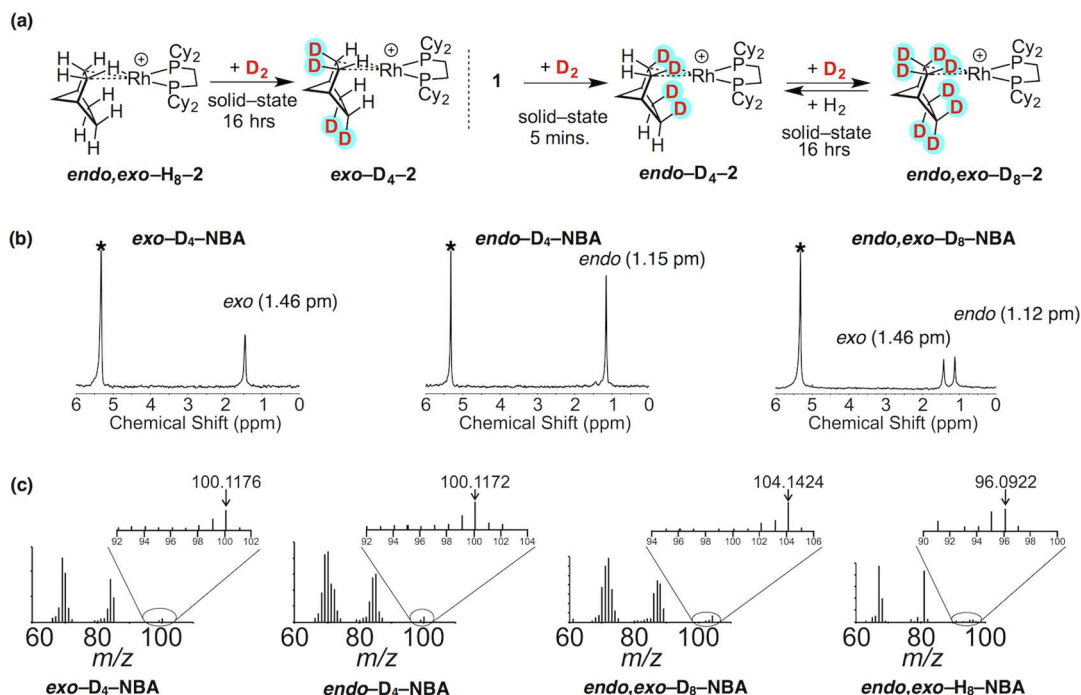 (a)
H H H H H H H Rh ⊕ Cy2 P P Cy2
+ D2
solid–state
16 hrs
D D H H D D Rh ⊕ Cy2 P P Cy2
1
+ D2
solid–state
5 mins.
H H D D D D H H Rh ⊕ Cy2 P P Cy2
+ D2
+ H2
solid–state
16 hrs
D D D D D D D D Rh ⊕ Cy2 P P Cy2
endo,exo–H8–2
exo–D4–2
endo–D4–2
endo,exo–D8–2
(b)
exo–D4–NBA
*
exo (1.46 pm)
6 5 4 3 2 1 0
Chemical Shift (ppm)
endo–D4–NBA
*
endo (1.15 pm)
6 5 4 3 2 1 0
Chemical Shift (ppm)
endo,exo–D8–NBA
*
exo (1.46 pm)
endo (1.12 pm)
6 5 4 3 2 1 0
Chemical Shift (ppm)
(c)
100.1176
92 94 96 98 100 102
60 80 100
m/z
exo–D4–NBA
100.1172
92 94 96 98 100 102 104
60 80 100
m/z
endo–D4–NBA
104.1424
94 96 98 100 102 104 106
60 80 100
m/z
endo,exo–D8–NBA
96.0922
90 92 94 96 98 100
60 80 100
m/z
endo,exo–H8–NBA